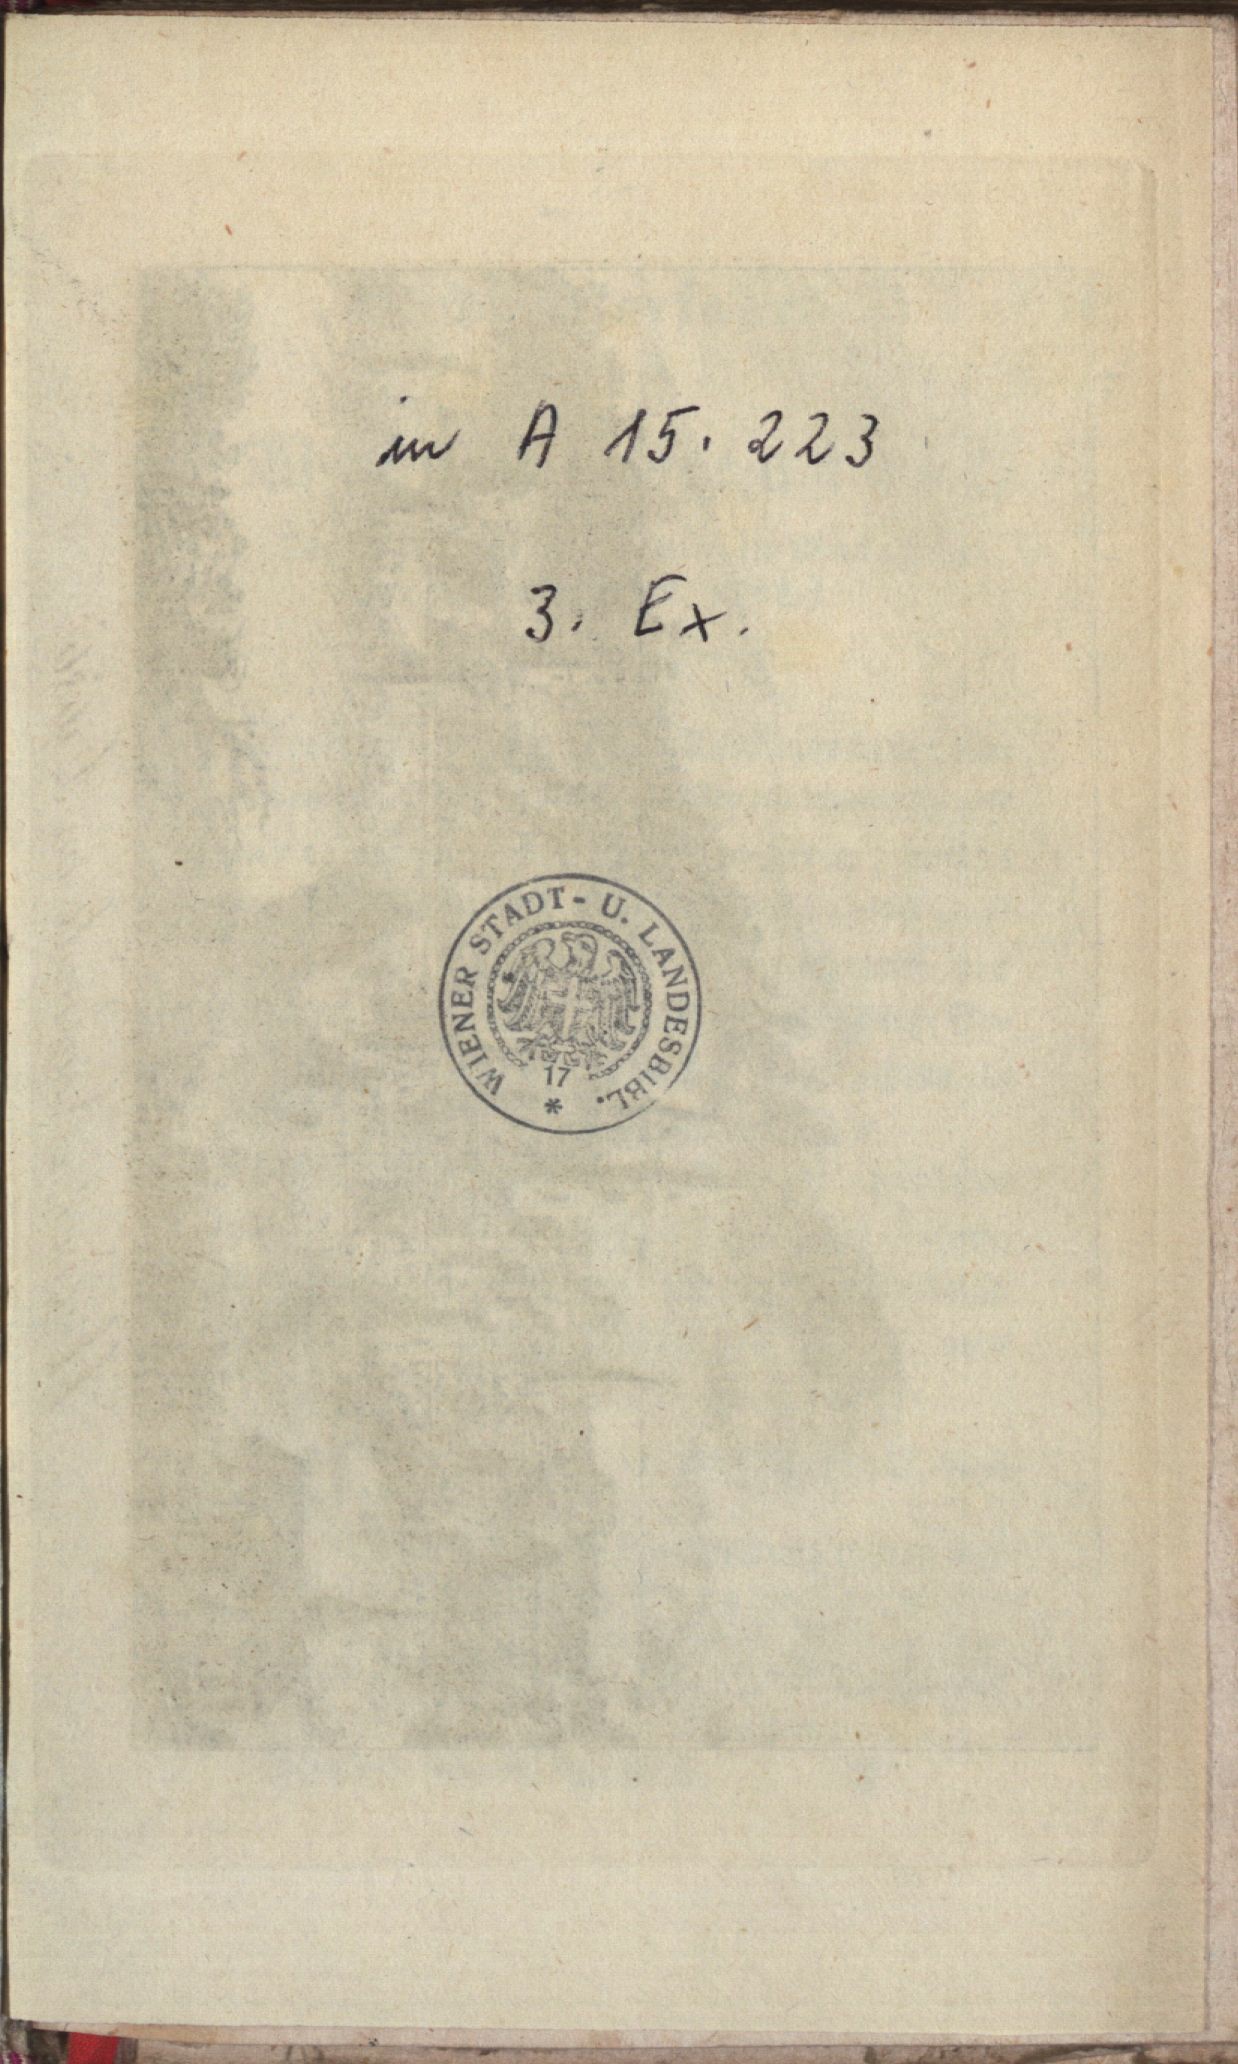 in A 15. 223
3. Ex.
WIENER STADT- U. LANDESBIBL.
17
*